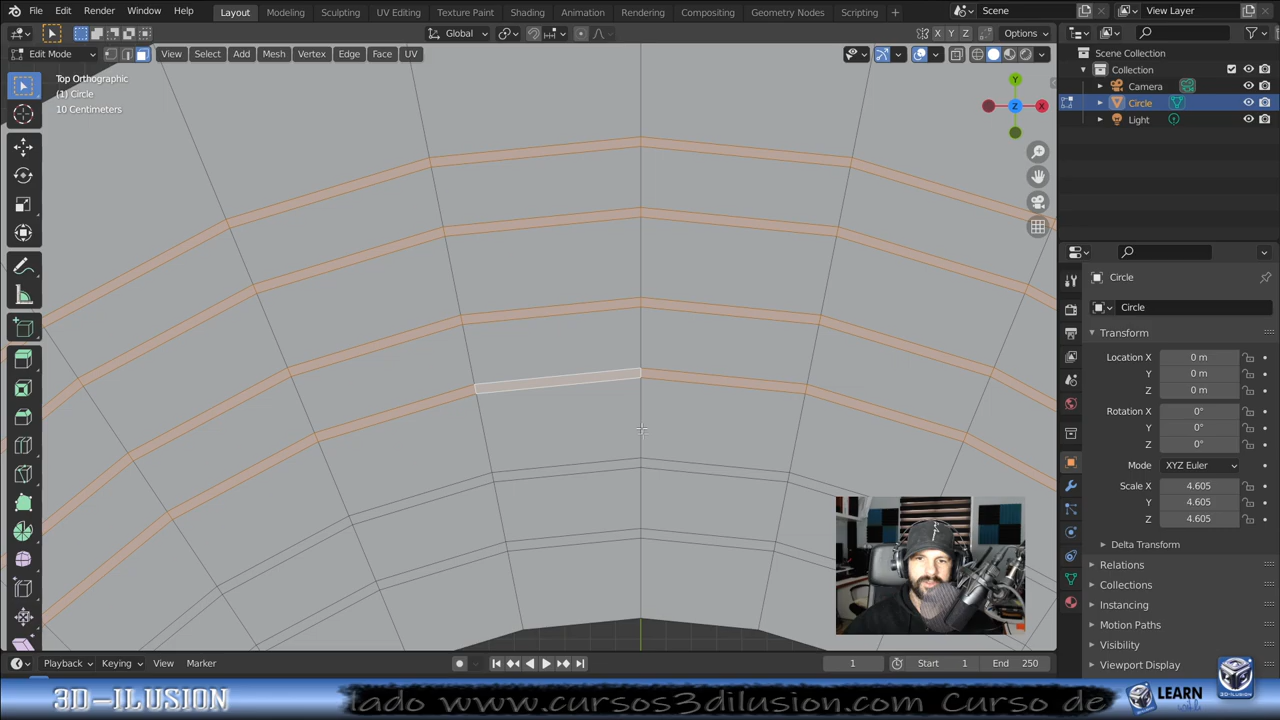 File Edit Render Window Help Layout Modeling Sculpting UV Editing Texture Paint Shading Animation Rendering Compositing Geometry Nodes Scripting + Scene View Layer
Global X Y Z Options
Edit Mode View Select Add Mesh Vertex Edge Face UV
Top Orthographic
(1) Circle
10 Centimeters
Y
X
Z
Scene Collection
Collection
Camera
Circle
Light
Circle
Circle
Transform
Location X 0 m
Y 0 m
Z 0 m
Rotation X 0°
Y 0°
Z 0°
Mode XYZ Euler
Scale X 4.605
Y 4.605
Z 4.605
Delta Transform
Relations
Collections
Instancing
Motion Paths
Visibility
Viewport Display
Playback Keying View Marker 1 Start 1 End 250
3D-ILUSION lado www.cursos3dilusion.com Curso de LEARN
3D-ILUSION